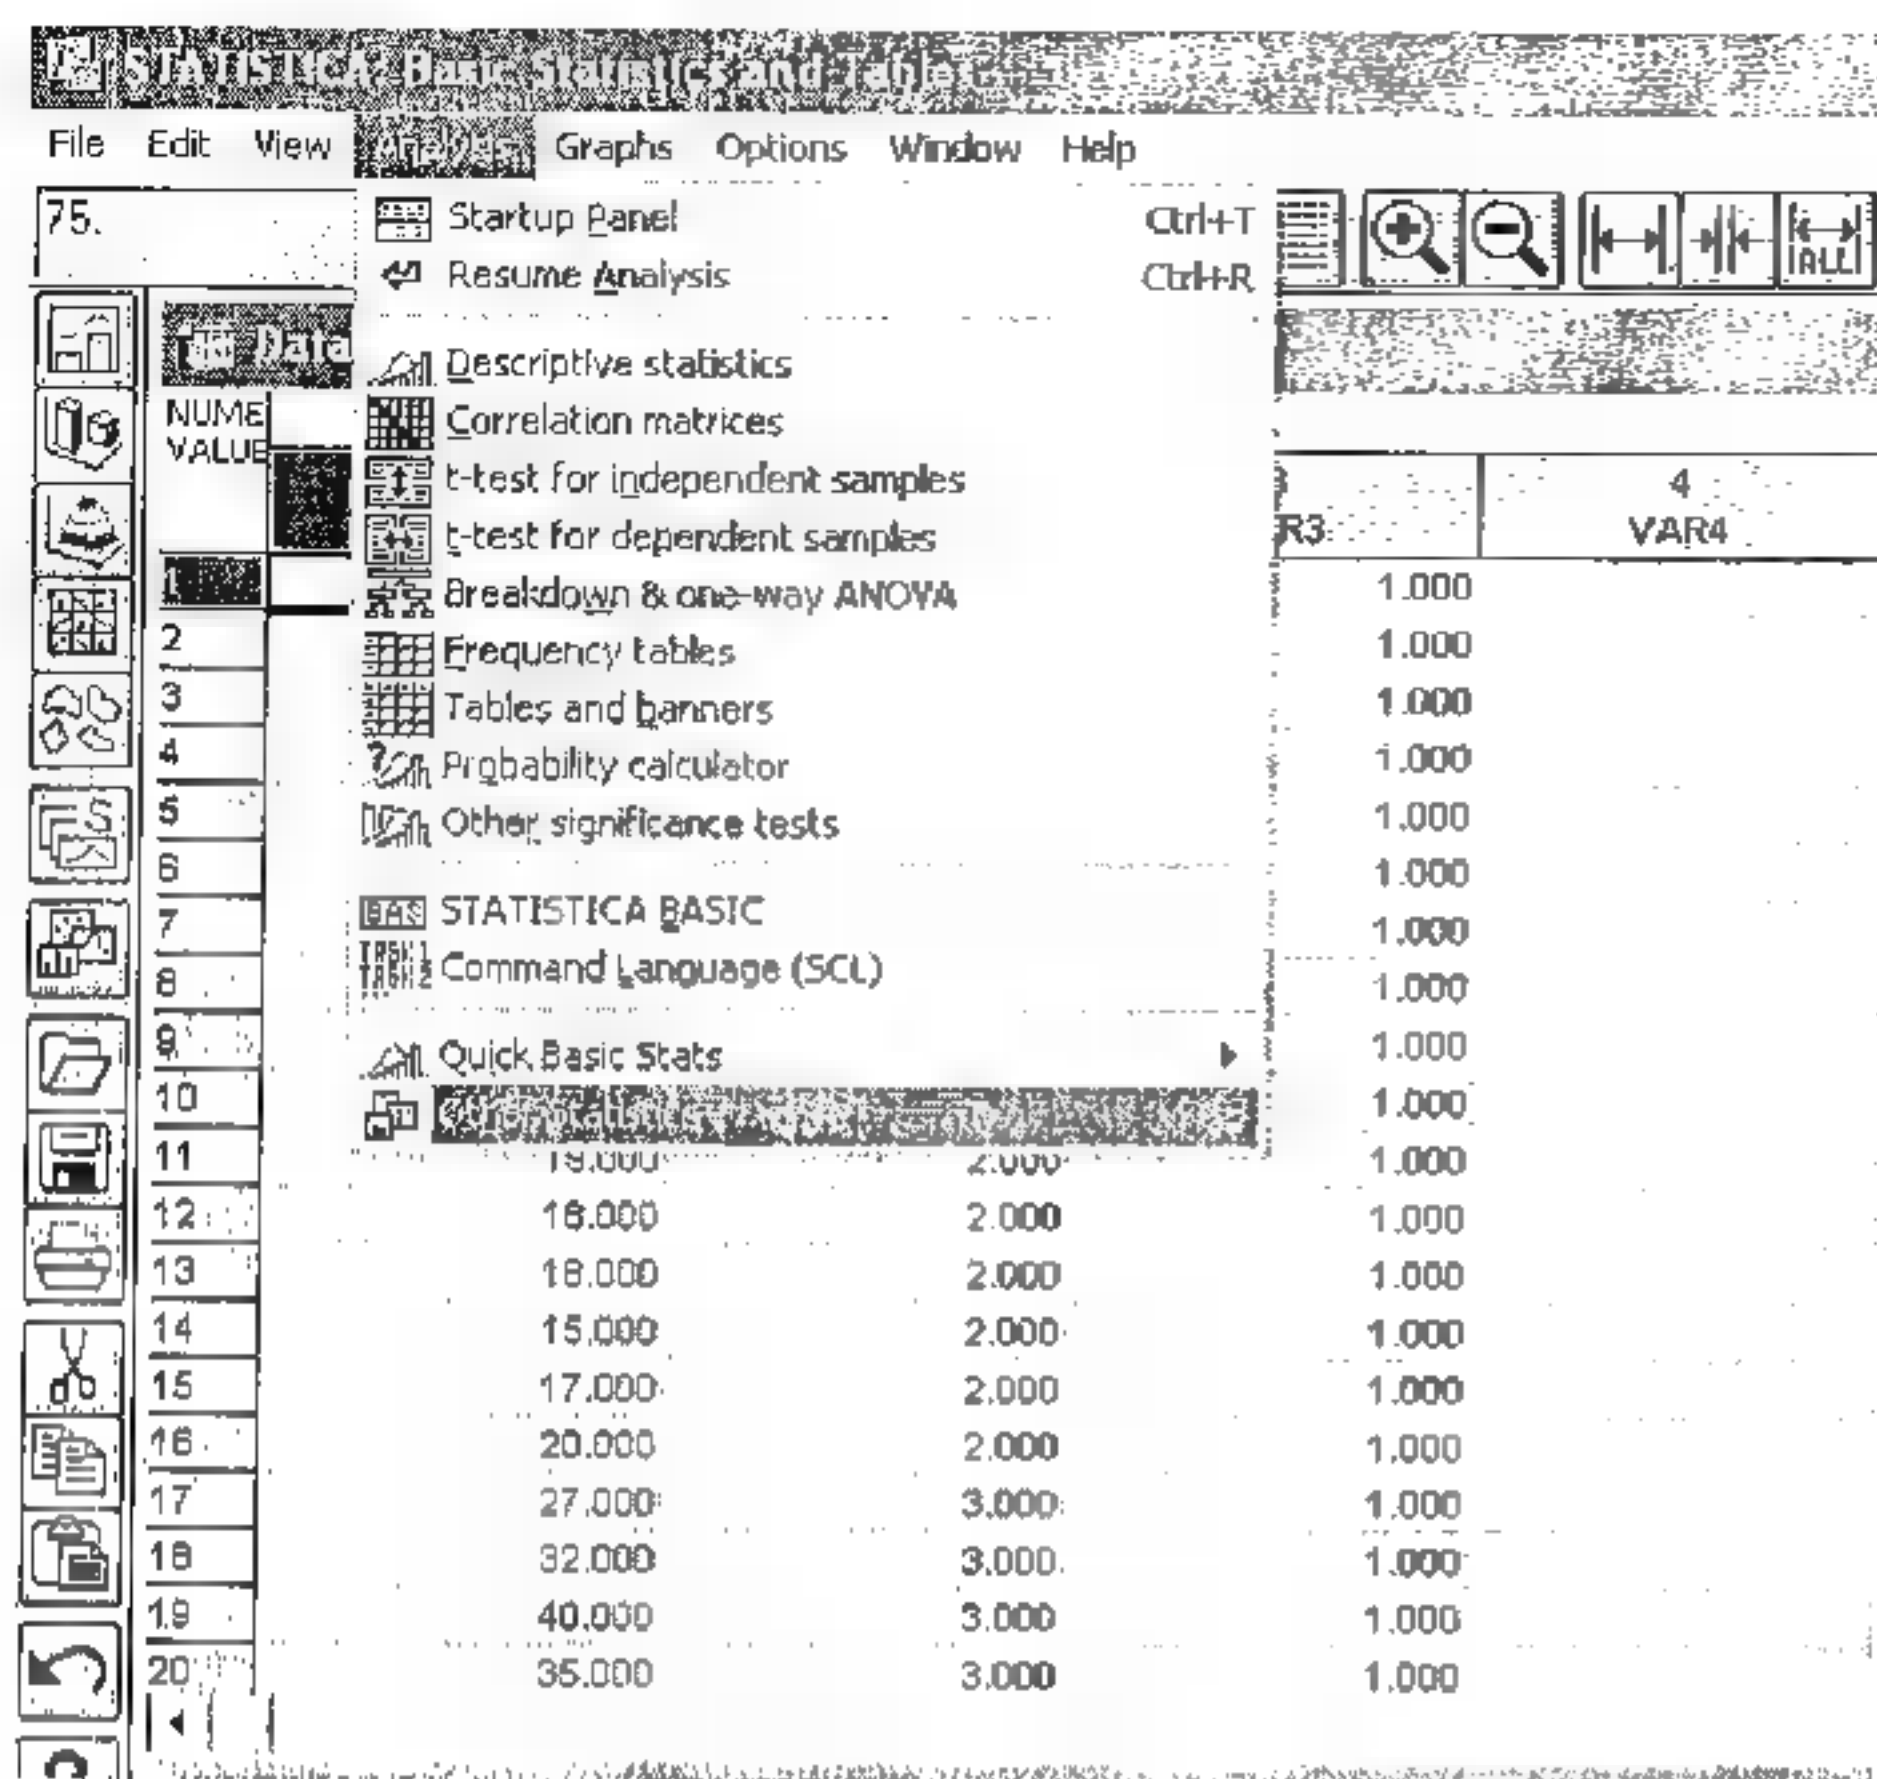 STATISTICA: Basic Statistics and Tables
File Edit View Analysis Graphs Options Window Help
75.
Startup Panel Ctrl+T
Resume Analysis Ctrl+R
ALL
Data
Descriptive statistics
NUME
VALUE
Correlation matrices
t-test for independent samples
4
t-test for dependent samples
R3 VAR4
1 Breakdown & one-way ANOVA 1.000
2 Frequency tables 1.000
3 Tables and banners 1.000
4 Probability calculator 1.000
5 Other significance tests 1.000
6 1.000
7 STATISTICA BASIC 1.000
8 Command Language (SCL) 1.000
9 Quick Basic Stats 1.000
10 1.000
11 19.000 2.000 1.000
12 16.000 2.000 1.000
13 18.000 2.000 1.000
14 15.000 2.000 1.000
15 17.000 2.000 1.000
16 20.000 2.000 1.000
17 27.000 3.000 1.000
18 32.000 3.000 1.000
19 40.000 3.000 1.000
20 35.000 3.000 1.000